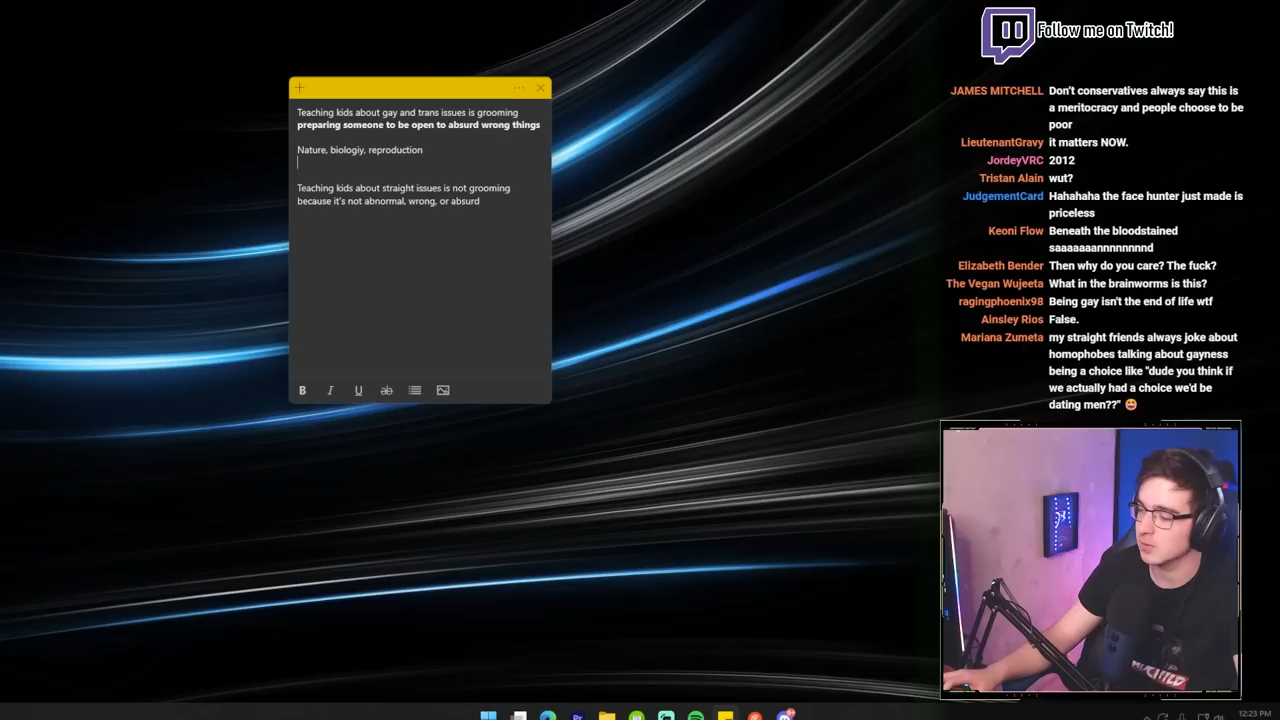 Follow me on Twitch!
Teaching kids about gay and trans issues is grooming
preparing someone to be open to absurd wrong things
Nature, biologiy, reproduction
Teaching kids about straight issues is not grooming
because it's not abnormal, wrong, or absurd
B I U ab
JAMES MITCHELL Don't conservatives always say this is
a meritocracy and people choose to be
poor
LieutenantGravy it matters NOW.
JordeyVRC 2012
Tristan Alain wut?
JudgementCard Hahahaha the face hunter just made is
priceless
Keoni Flow Beneath the bloodstained
saaaaaannnnnnnd
Elizabeth Bender Then why do you care? The fuck?
The Vegan Wujeeta What in the brainworms is this?
ragingphoenix98 Being gay isn't the end of life wtf
Ainsley Rios False.
Mariana Zumeta my straight friends always joke about
homophobes talking about gayness
being a choice like "dude you think if
we actually had a choice we'd be
dating men??" 😄
Pr
12:23 PM